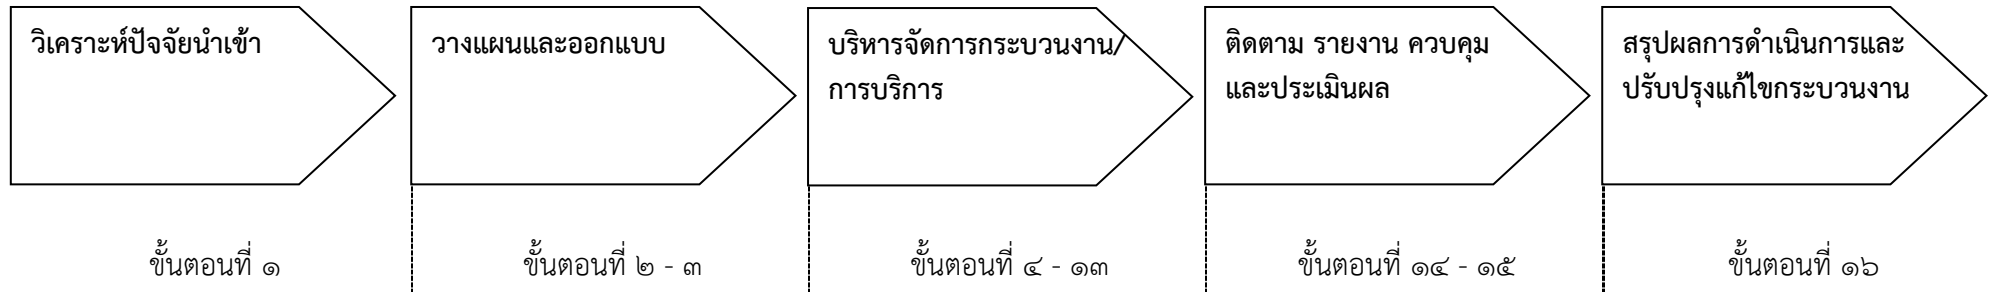 วิเคราะห์ปัจจัยนำเข้า
วางแผนและออกแบบ
บริหารจัดการกระบวนงาน/
การบริการ
ติดตาม รายงาน ควบคุม
และประเมินผล
สรุปผลการดำเนินการและ
ปรับปรุงแก้ไขกระบวนงาน
ขั้นตอนที่ ๑
ขั้นตอนที่ ๒ - ๓
ขั้นตอนที่ ๔ - ๑๓
ขั้นตอนที่ ๑๔ - ๑๕
ขั้นตอนที่ ๑๖